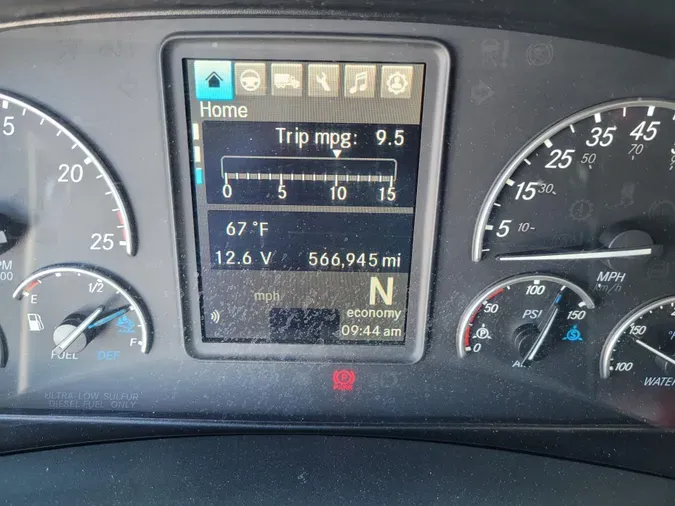 Home
Trip mpg: 9.5
0 5 10 15
67 °F
12.6 V 566,945 mi
mph N
economy
09:44 am
15
20
25
E 1/2 F
FUEL DEF
ULTRA-LOW SULFUR
DIESEL FUEL ONLY
PARK
5 15 25 35 45
10 30 50 70
MPH
km/h
0 50 100 150
PSI
100 150
WATER